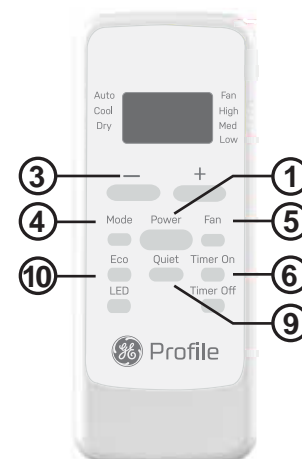 Auto Fan
Cool High
Dry Med
Low
3 — + 1
4 Mode Power Fan 5
10 Eco Quiet Timer On 6
LED Timer Off
9
GE Profile